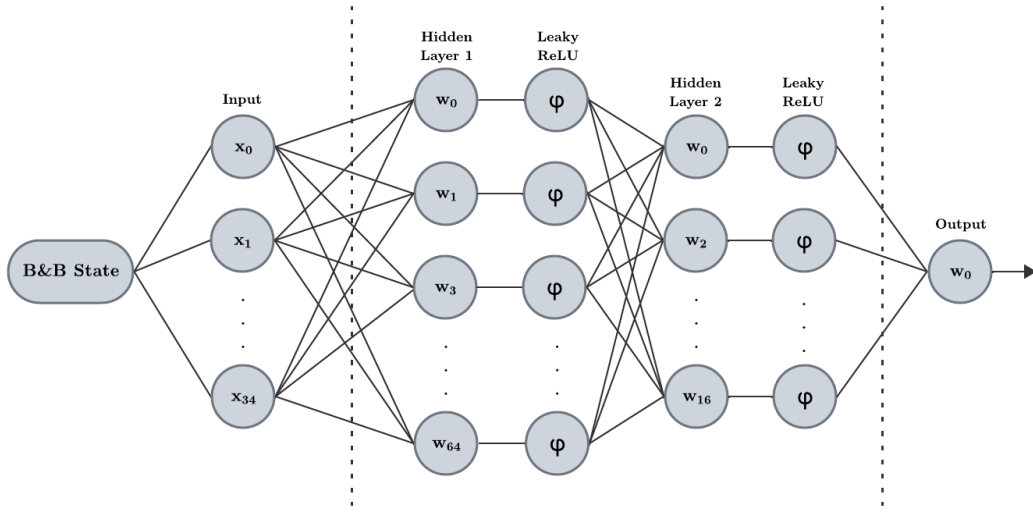 Hidden
Layer 1
Leaky
ReLU
Hidden
Layer 2
Leaky
ReLU
Input
Output
B&B State
x₀
x₁
x₃₄
w₀
w₁
w₃
w₆₄
φ
φ
φ
φ
w₀
w₂
w₁₆
φ
φ
φ
w₀